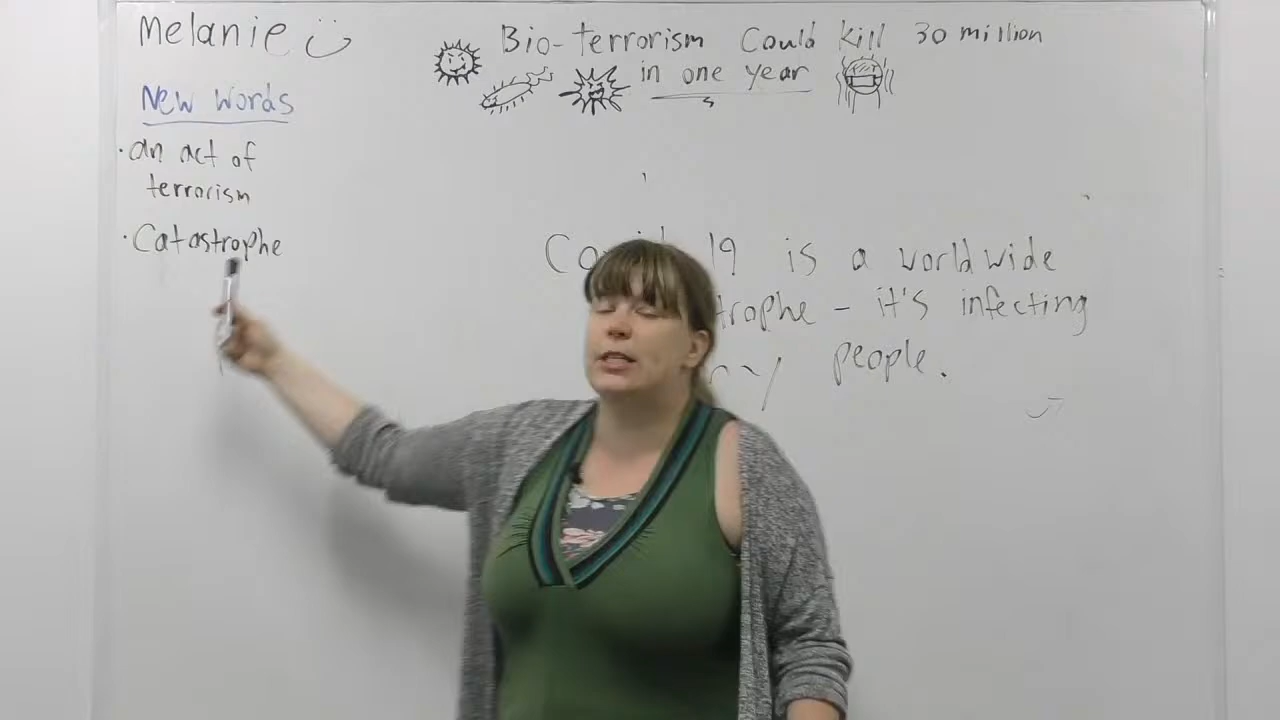 Melanie
Bio-terrorism Could kill 30 million
in one year
New words
• an act of
terrorism
• Catastrophe
19 is a worldwide
- it's infecting
people.